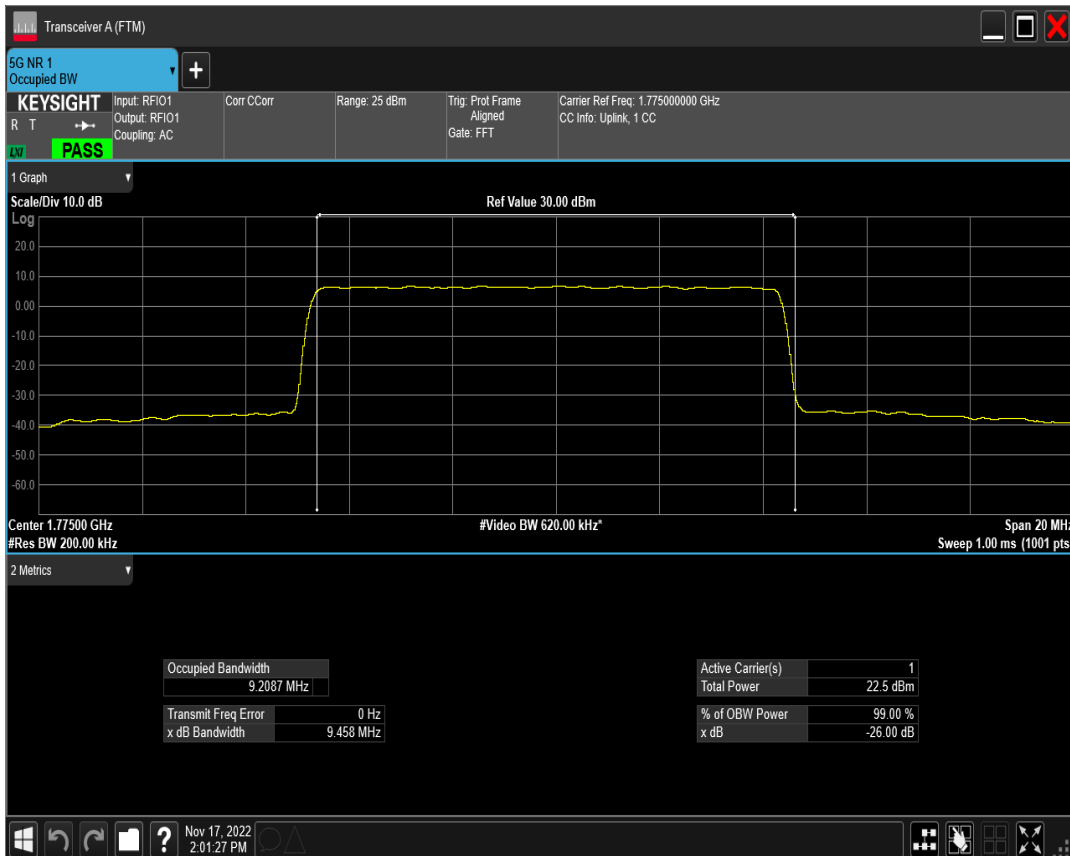 Transceiver A (FTM)
5G NR 1
Occupied BW
+
KEYSIGHT
R T
LXI
PASS
Input: RFIO1
Output: RFIO1
Coupling: AC
Corr CCorr
Range: 25 dBm
Trig: Prot Frame
Aligned
Gate: FFT
Carrier Ref Freq: 1.775000000 GHz
CC Info: Uplink, 1 CC
1 Graph
Scale/Div 10.0 dB
Ref Value 30.00 dBm
Log
20.0
10.0
0.00
-10.0
-20.0
-30.0
-40.0
-50.0
-60.0
Center 1.77500 GHz
#Video BW 620.00 kHz*
Span 20 MHz
#Res BW 200.00 kHz
Sweep 1.00 ms (1001 pts
2 Metrics
Occupied Bandwidth
9.2087 MHz
Transmit Freq Error 0 Hz
x dB Bandwidth 9.458 MHz
Active Carrier(s) 1
Total Power 22.5 dBm
% of OBW Power 99.00 %
x dB -26.00 dB
?
Nov 17, 2022
2:01:27 PM